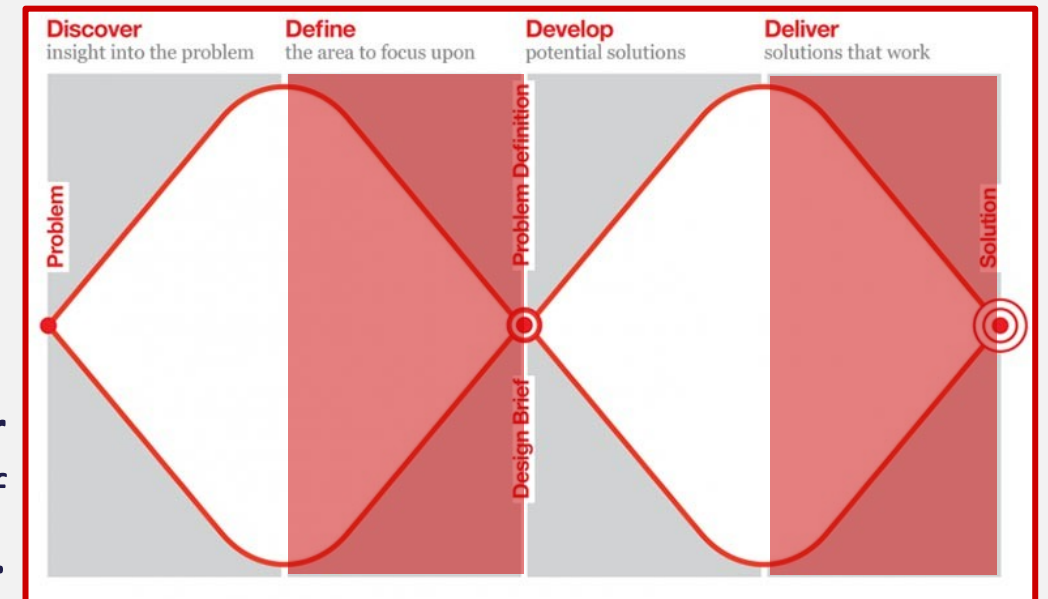 Discover
insight into the problem
Define
the area to focus upon
Develop
potential solutions
Deliver
solutions that work
Problem
Problem Definition
Design Brief
Solution